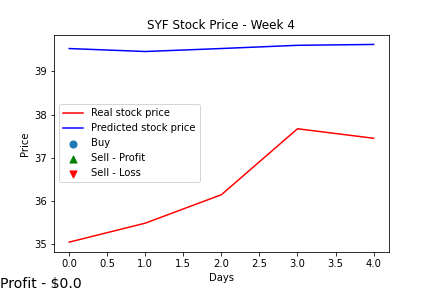 SYF Stock Price - Week 4
39
38
37
36
35
Price
Real stock price
Predicted stock price
Buy
Sell - Profit
Sell - Loss
0.0 0.5 1.0 1.5 2.0 2.5 3.0 3.5 4.0
Days
Profit - $0.0